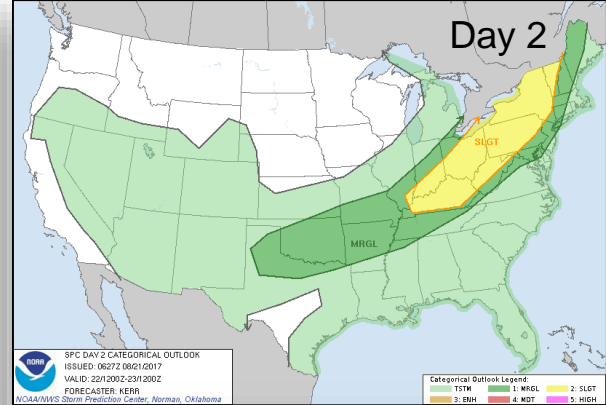 Day 2
SLGT
MRGL
NOAA
SPC DAY 2 CATEGORICAL OUTLOOK
ISSUED: 0627Z 08/21/2017
VALID: 22/1200Z-23/1200Z
FORECASTER: KERR
NOAA/NWS Storm Prediction Center, Norman, Oklahoma
Categorical Outlook Legend:
TSTM 1: MRGL 2: SLGT
3: ENH 4: MDT 5: HIGH